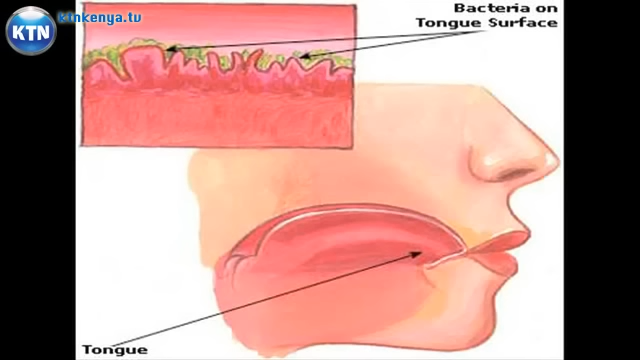 KTN
ktnkenya.tv
Bacteria on
Tongue Surface
Tongue